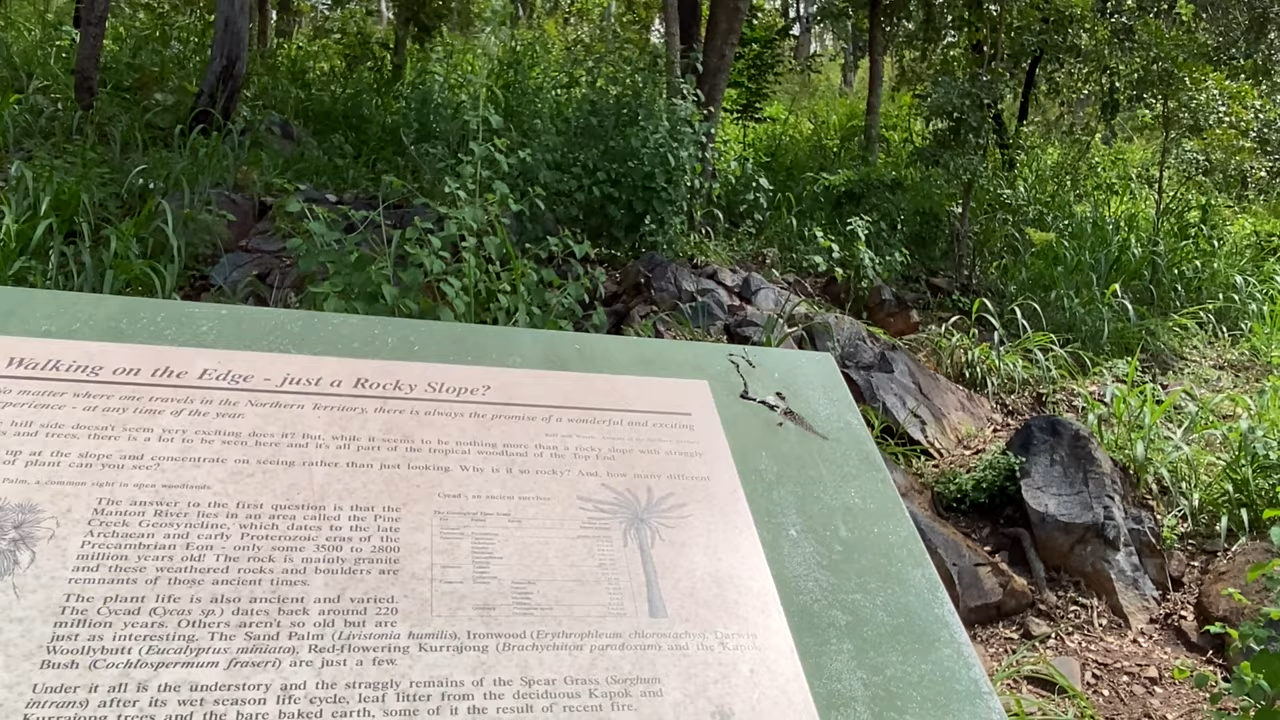 Walking on the Edge - just a Rocky Slope?
No matter where one travels in the Northern Territory, there is always the promise of a wonderful and exciting
experience - at any time of the year.
hill side doesn't seem very exciting does it? But, while it seems to be nothing more than a rocky slope with straggly
and trees, there is a lot to be seen here and it's all part of the tropical woodland of the Top End.
up at the slope and concentrate on seeing rather than just looking. Why is it so rocky? And, how many different
of plant can you see?
Palm, a common sight in open woodlands.
The answer to the first question is that the
Manton River lies in an area called the Pine
Creek Geosyncline, which dates to the late
Archaean and early Proterozoic eras of the
Precambrian Eon - only some 3500 to 2800
million years old! The rock is mainly granite
and these weathered rocks and boulders are
remnants of those ancient times.
Cycad - an ancient survivor
The Geological Time Scale
The plant life is also ancient and varied.
The Cycad (Cycas sp.) dates back around 220
million years. Others aren't so old but are
just as interesting. The Sand Palm (Livistonia humilis), Ironwood (Erythrophleum chlorostachys), Darwin
Woollybutt (Eucalyptus miniata), Red-flowering Kurrajong (Brachychiton paradoxum) and the Kapok
Bush (Cochlospermum fraseri) are just a few.
Under it all is the understory and the straggly remains of the Spear Grass (Sorghum
intrans) after its wet season life cycle, leaf litter from the deciduous Kapok and
Kurrajong trees and the bare baked earth, some of it the result of recent fire.